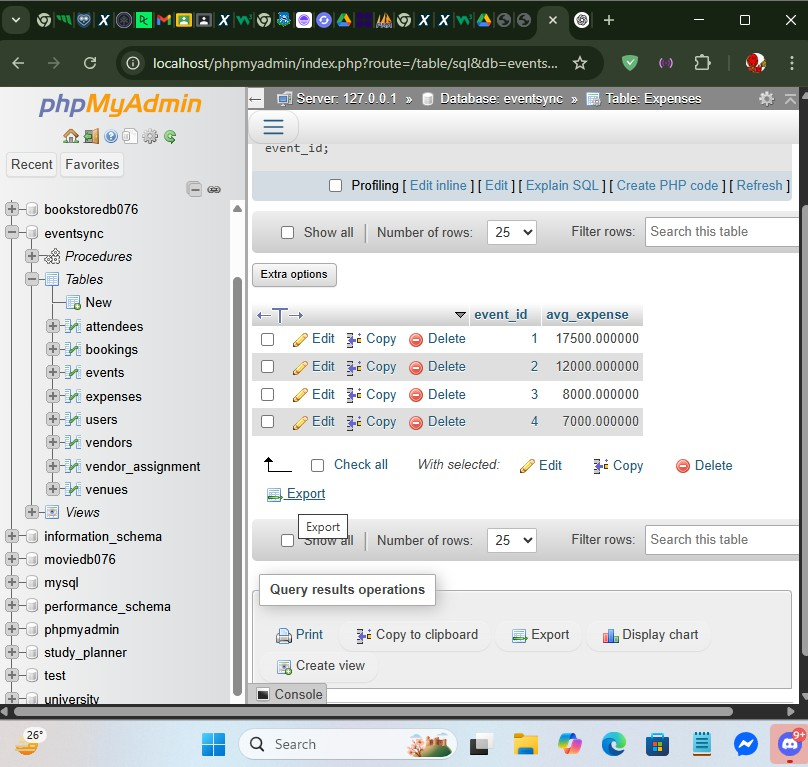 localhost/phpmyadmin/index.php?route=/table/sql&db=events...
phpMyAdmin
Recent
Favorites
bookstoredb076
eventsync
Procedures
Tables
New
attendees
bookings
events
expenses
users
vendors
vendor_assignment
venues
Views
information_schema
moviedb076
mysql
performance_schema
phpmyadmin
study_planner
test
university
Server: 127.0.0.1 » Database: eventsync » Table: Expenses
event_id;
Profiling [ Edit inline ] [ Edit ] [ Explain SQL ] [ Create PHP code ] [ Refresh ]
Show all Number of rows: 25 Filter rows: Search this table
Extra options
event_id avg_expense
Edit Copy Delete 1 17500.000000
Edit Copy Delete 2 12000.000000
Edit Copy Delete 3 8000.000000
Edit Copy Delete 4 7000.000000
Check all With selected: Edit Copy Delete
Export
Export
Show all Number of rows: 25 Filter rows: Search this table
Query results operations
Print Copy to clipboard Export Display chart
Create view
Console
26°
Search
9+